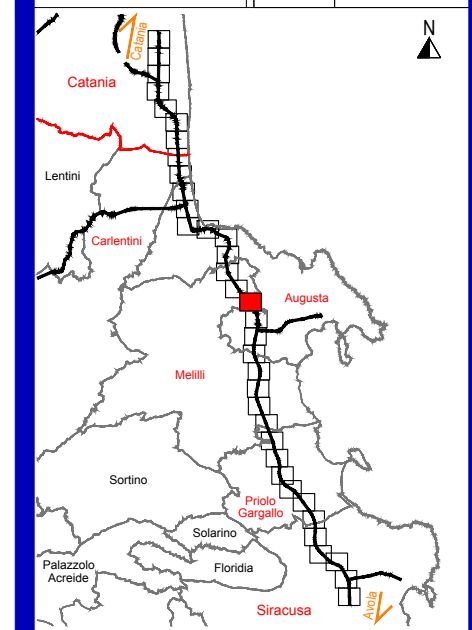 N
Catania
Catania
Lentini
Carlentini
Augusta
Melilli
Sortino
Priolo
Gargallo
Solarino
Palazzolo
Acreide
Floridia
Siracusa
Avola